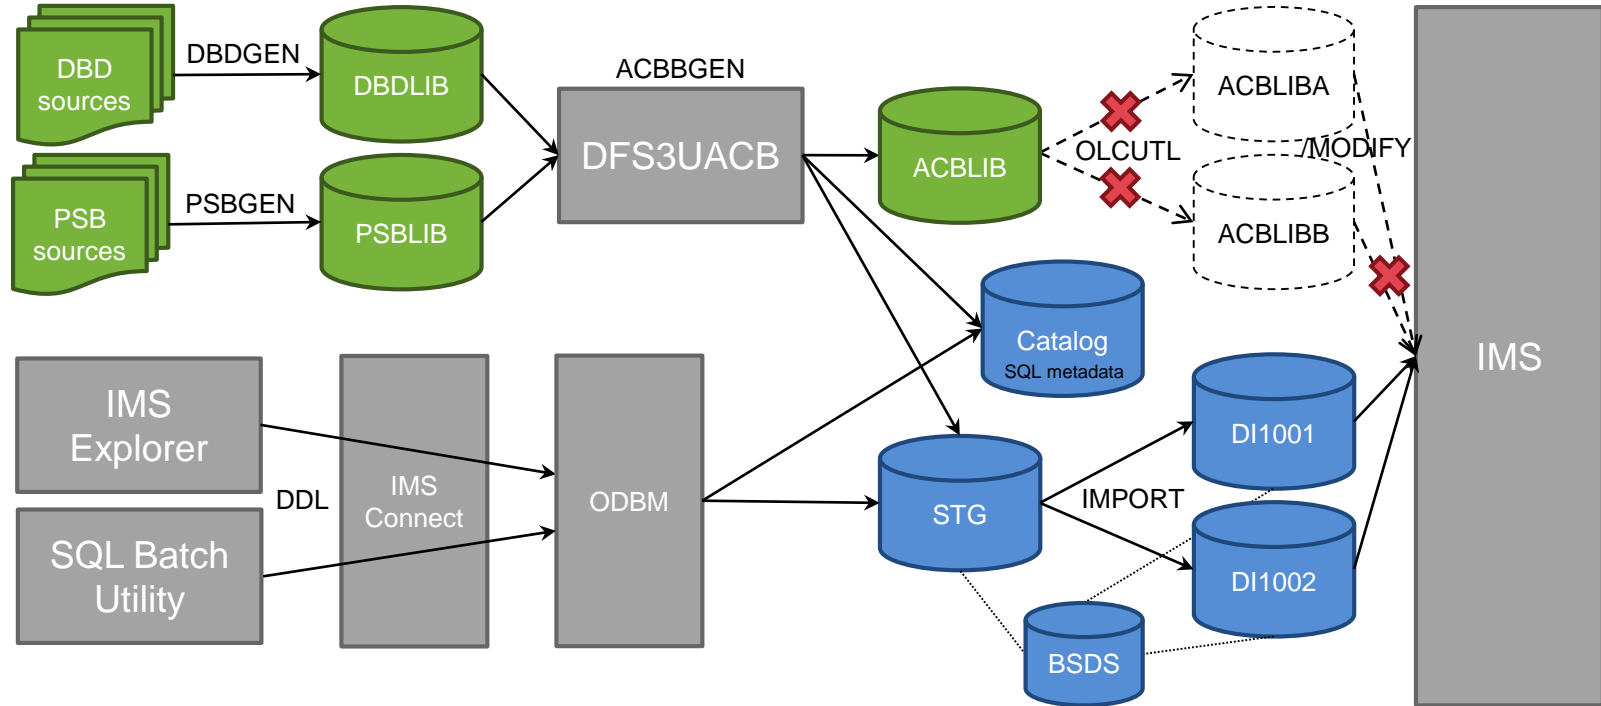 DBD
sources
DBDGEN
DBDLIB
ACBBGEN
DFS3UACB
ACBLIB
OLCUTL
ACBLIBA
/MODIFY
ACBLIBB
PSB
sources
PSBGEN
PSBLIB
Catalog
SQL metadata
IMS
IMS
Explorer
DDL
IMS
Connect
ODBM
SQL Batch
Utility
STG
IMPORT
DI1001
DI1002
BSDS